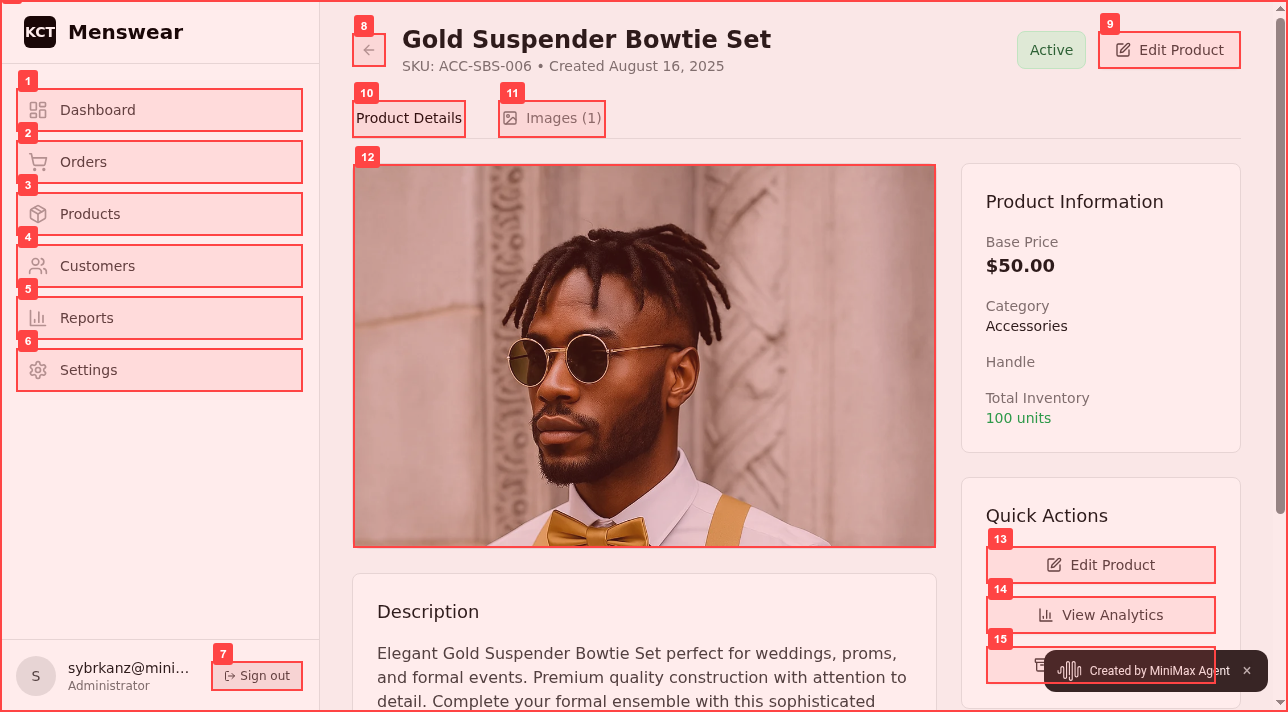 KCT Menswear
1
Dashboard
2
Orders
3
Products
4
Customers
5
Reports
6
Settings
S
sybrkanz@mini...
Administrator
7
Sign out
8
Gold Suspender Bowtie Set
SKU: ACC-SBS-006 • Created August 16, 2025
Active
9
Edit Product
10
Product Details
11
Images (1)
12
Description
Elegant Gold Suspender Bowtie Set perfect for weddings, proms,
and formal events. Premium quality construction with attention to
detail. Complete your formal ensemble with this sophisticated
Product Information
Base Price
$50.00
Category
Accessories
Handle
Total Inventory
100 units
Quick Actions
13
Edit Product
14
View Analytics
15
Created by MiniMax Agent ×